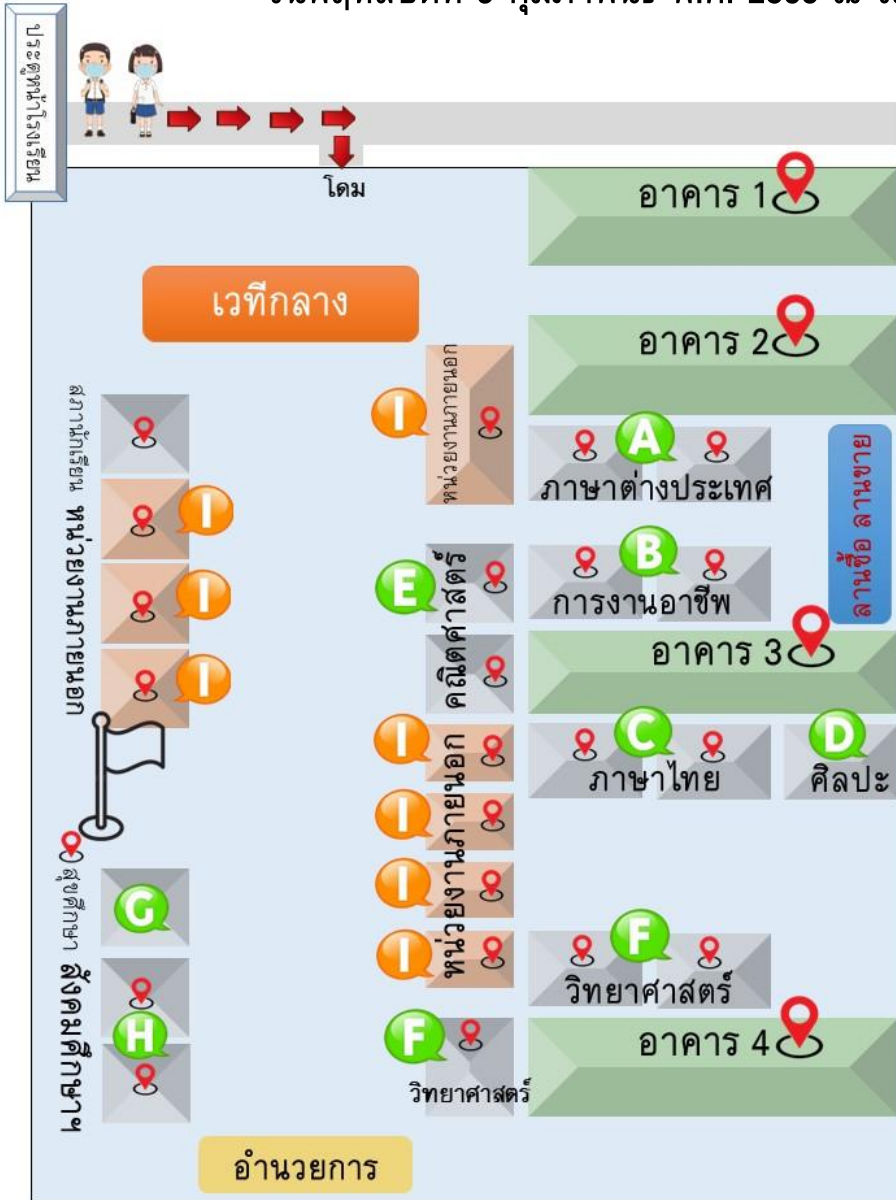 ประตูหน้าโรงเรียน
โดม
อาคาร 1
เวทีกลาง
อาคาร 2
หน่วยงานภายนอก
I
สภานักเรียน
A
ภาษาต่างประเทศ
ลานซื้อ ลานขาย
หน่วยงานภายนอก
I
I
I
E
คณิตศาสตร์
B
การงานอาชีพ
อาคาร 3
I
I
I
I
หน่วยงานภายนอก
C
ภาษาไทย
D
ศิลปะ
สุขศึกษา
G
สังคมศึกษาฯ
H
F
วิทยาศาสตร์
F
วิทยาศาสตร์
อาคาร 4
อำนวยการ